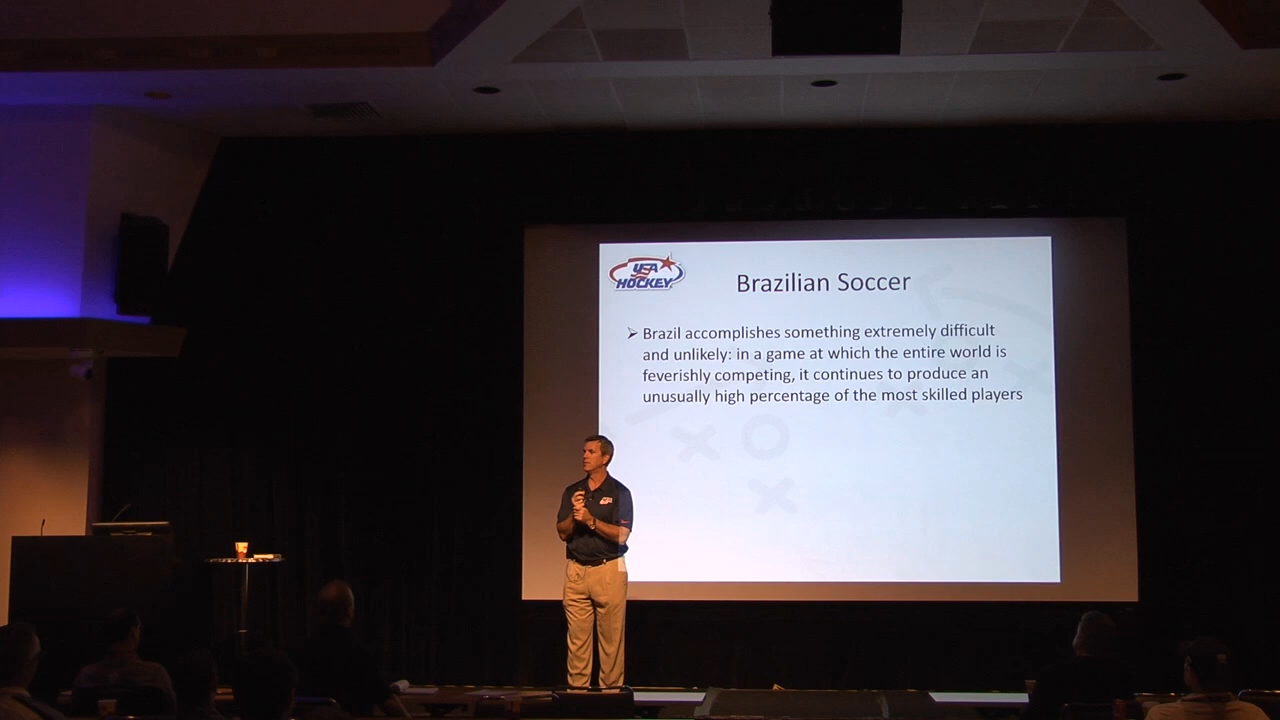 USA
HOCKEY
Brazilian Soccer
Brazil accomplishes something extremely difficult
and unlikely: in a game at which the entire world is
feverishly competing, it continues to produce an
unusually high percentage of the most skilled players